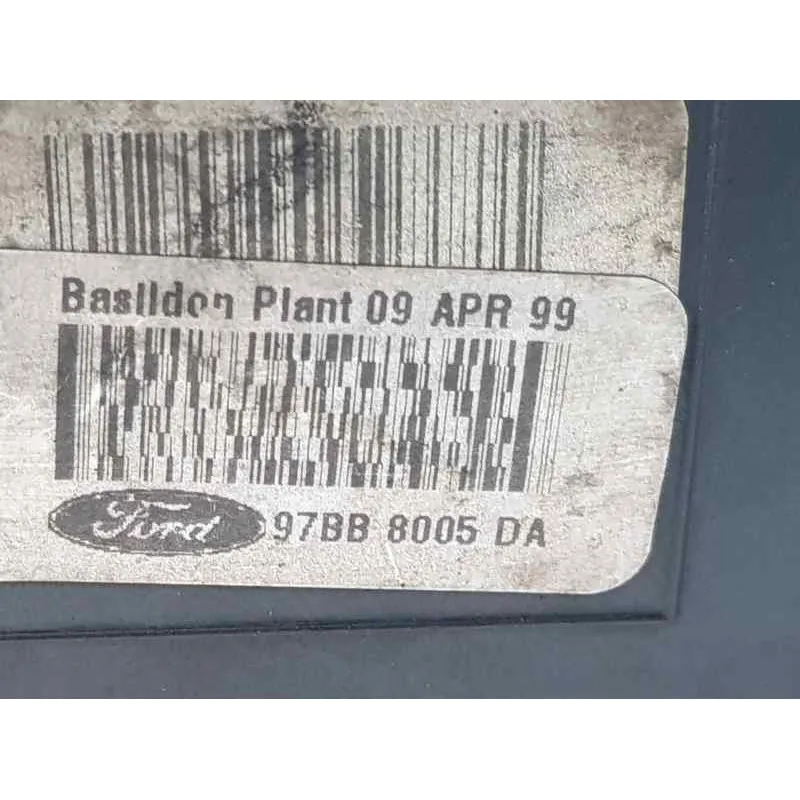 Basildon Plant 09 APR 99
Ford 97BB 8005 DA